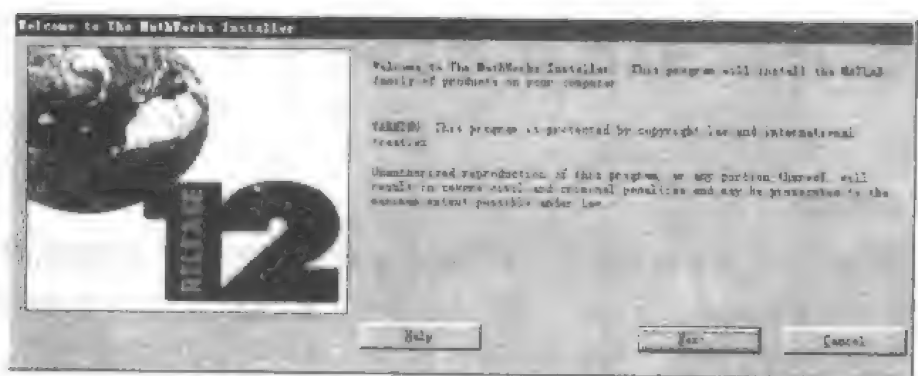 Welcome to The MathWorks Installer
Welcome to The MathWorks Installer. This program will install the MATLAB
family of products on your computer
WARNING: This program is protected by copyright law and international
treaties
Unauthorized reproduction of this program, or any portion thereof, will
result in severe civil and criminal penalties and may be prosecuted to the
maximum extent possible under law.
RELEASE
12
Help
Next
Cancel